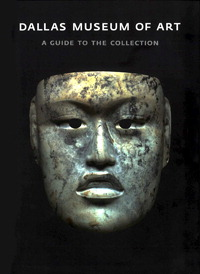 DALLAS MUSEUM OF ART
A GUIDE TO THE COLLECTION